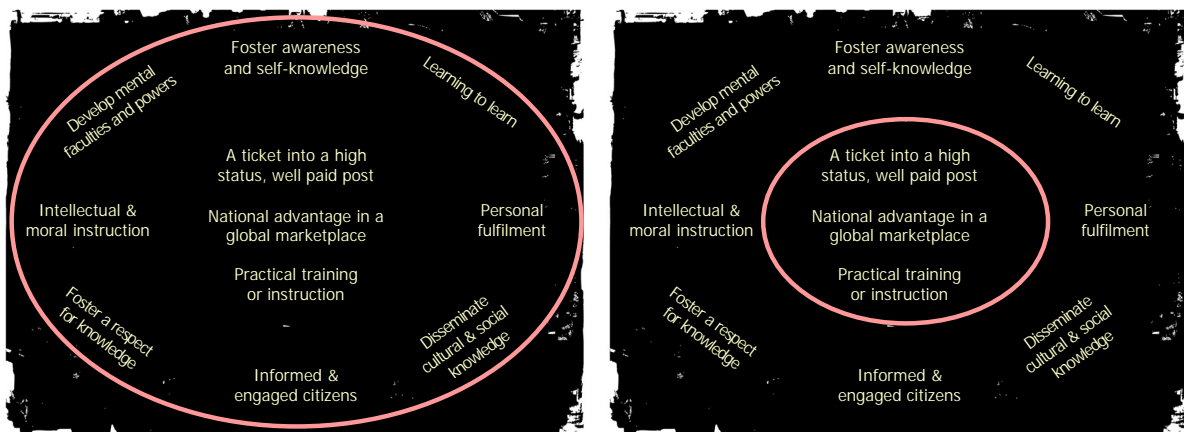 Foster awareness
and self-knowledge
Learning to learn
Develop mental
faculties and powers
A ticket into a high
status, well paid post
Intellectual &
moral instruction
National advantage in a
global marketplace
Personal
fulfilment
Practical training
or instruction
Foster a respect
for knowledge
Disseminate
cultural & social
knowledge
Informed &
engaged citizens
Foster awareness
and self-knowledge
Learning to learn
Develop mental
faculties and powers
A ticket into a high
status, well paid post
Intellectual &
moral instruction
National advantage in a
global marketplace
Personal
fulfilment
Practical training
or instruction
Foster a respect
for knowledge
Disseminate
cultural & social
knowledge
Informed &
engaged citizens